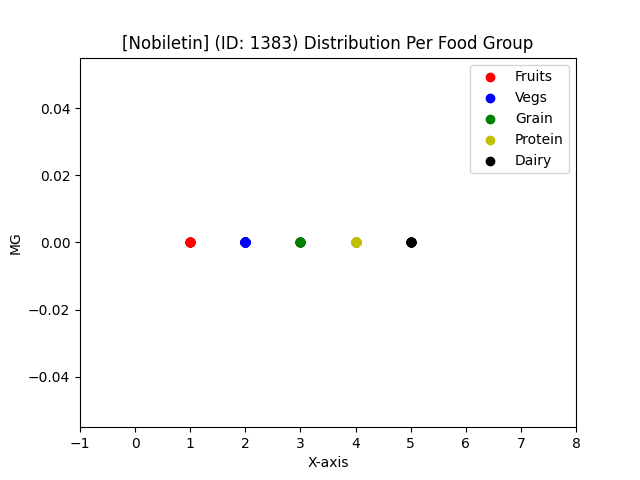 [Nobiletin] (ID: 1383) Distribution Per Food Group
Fruits
Vegs
Grain
Protein
Dairy
MG
0.04
0.02
0.00
−0.02
−0.04
−1 0 1 2 3 4 5 6 7 8
X-axis